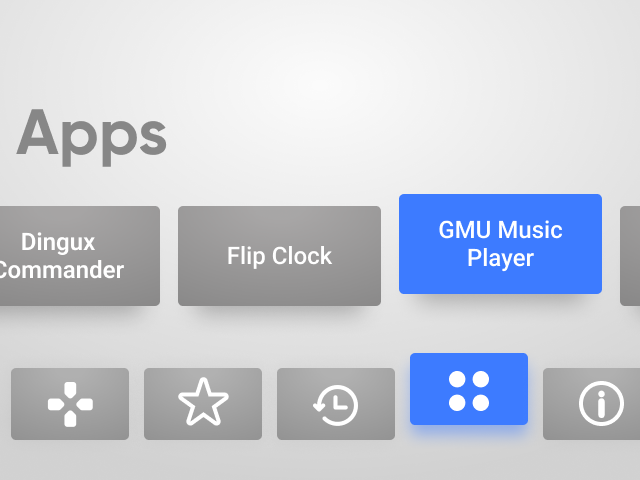 Apps
Dingux
Commander
Flip Clock
GMU Music
Player